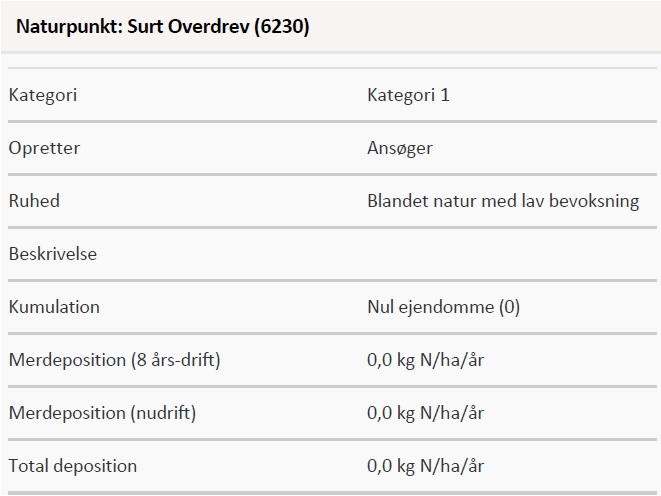 Naturpunkt: Surt Overdrev (6230)
Kategori Kategori 1
Opretter Ansøger
Ruhed Blandet natur med lav bevoksning
Beskrivelse
Kumulation Nul ejendomme (0)
Merdeposition (8 års-drift) 0,0 kg N/ha/år
Merdeposition (nudrift) 0,0 kg N/ha/år
Total deposition 0,0 kg N/ha/år